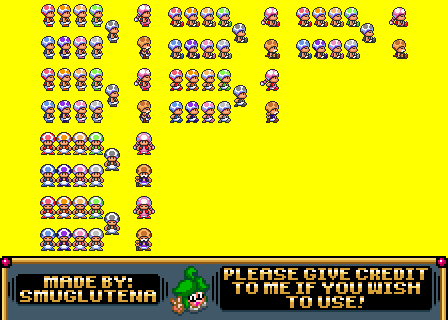 MADE BY:
SMUGLUTENA
PLEASE GIVE CREDIT
TO ME IF YOU WISH
TO USE!